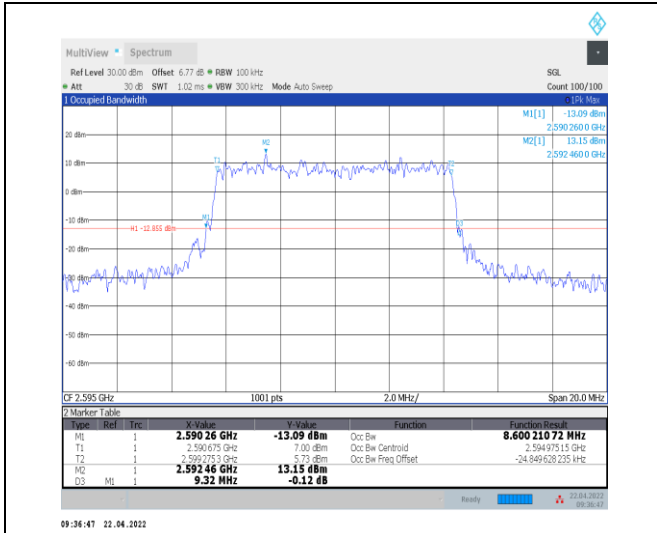 MultiView Spectrum
Ref Level 30.00 dBm Offset 6.77 dB RBW 100 kHz SGL
Att 30 dB SWT 1.02 ms VBW 300 kHz Mode Auto Sweep Count 100/100
1 Occupied Bandwidth 1Pk Max
M1[1] -13.09 dBm
2.590 260 0 GHz
M2[1] 13.15 dBm
2.592 460 0 GHz
20 dBm
M2
10 dBm
T1
T2
0 dBm
-10 dBm
M1
D3
H1 -12.855 dBm
-20 dBm
-30 dBm
-40 dBm
-50 dBm
-60 dBm
CF 2.595 GHz 1001 pts 2.0 MHz/ Span 20.0 MHz
2 Marker Table
Type Ref Trc X-Value Y-Value Function Function Result
M1 1 2.590 26 GHz -13.09 dBm Occ Bw 8.600 210 72 MHz
T1 1 2.590 675 GHz 7.00 dBm Occ Bw Centroid 2.594 975 15 GHz
T2 1 2.599 275 3 GHz 5.73 dBm Occ Bw Freq Offset -24.849 628 235 kHz
M2 1 2.592 46 GHz 13.15 dBm
D3 M1 1 9.32 MHz -0.12 dB
Ready 22.04.2022
09:36:47
09:36:47 22.04.2022